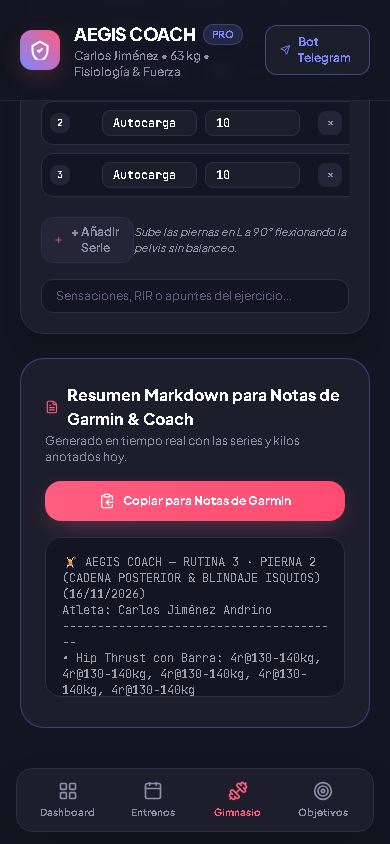 AEGIS COACH PRO
Carlos Jiménez • 63 kg •
Fisiología & Fuerza
Bot
Telegram
2 Autocarga 10 ×
3 Autocarga 10 ×
+ + Añadir
Serie
Sube las piernas en L a 90° flexionando la
pelvis sin balanceo.
Sensaciones, RIR o apuntes del ejercicio...
Resumen Markdown para Notas de
Garmin & Coach
Generado en tiempo real con las series y kilos
anotados hoy.
Copiar para Notas de Garmin
🏋️ AEGIS COACH — RUTINA 3 · PIERNA 2
(CADENA POSTERIOR & BLINDAJE ISQUIOS)
(16/11/2026)
Atleta: Carlos Jiménez Andrino
--------------------------------------
--
• Hip Thrust con Barra: 4r@130-140kg,
4r@130-140kg, 4r@130-140kg, 4r@130-
140kg, 4r@130-140kg
Dashboard Entrenos Gimnasio Objetivos